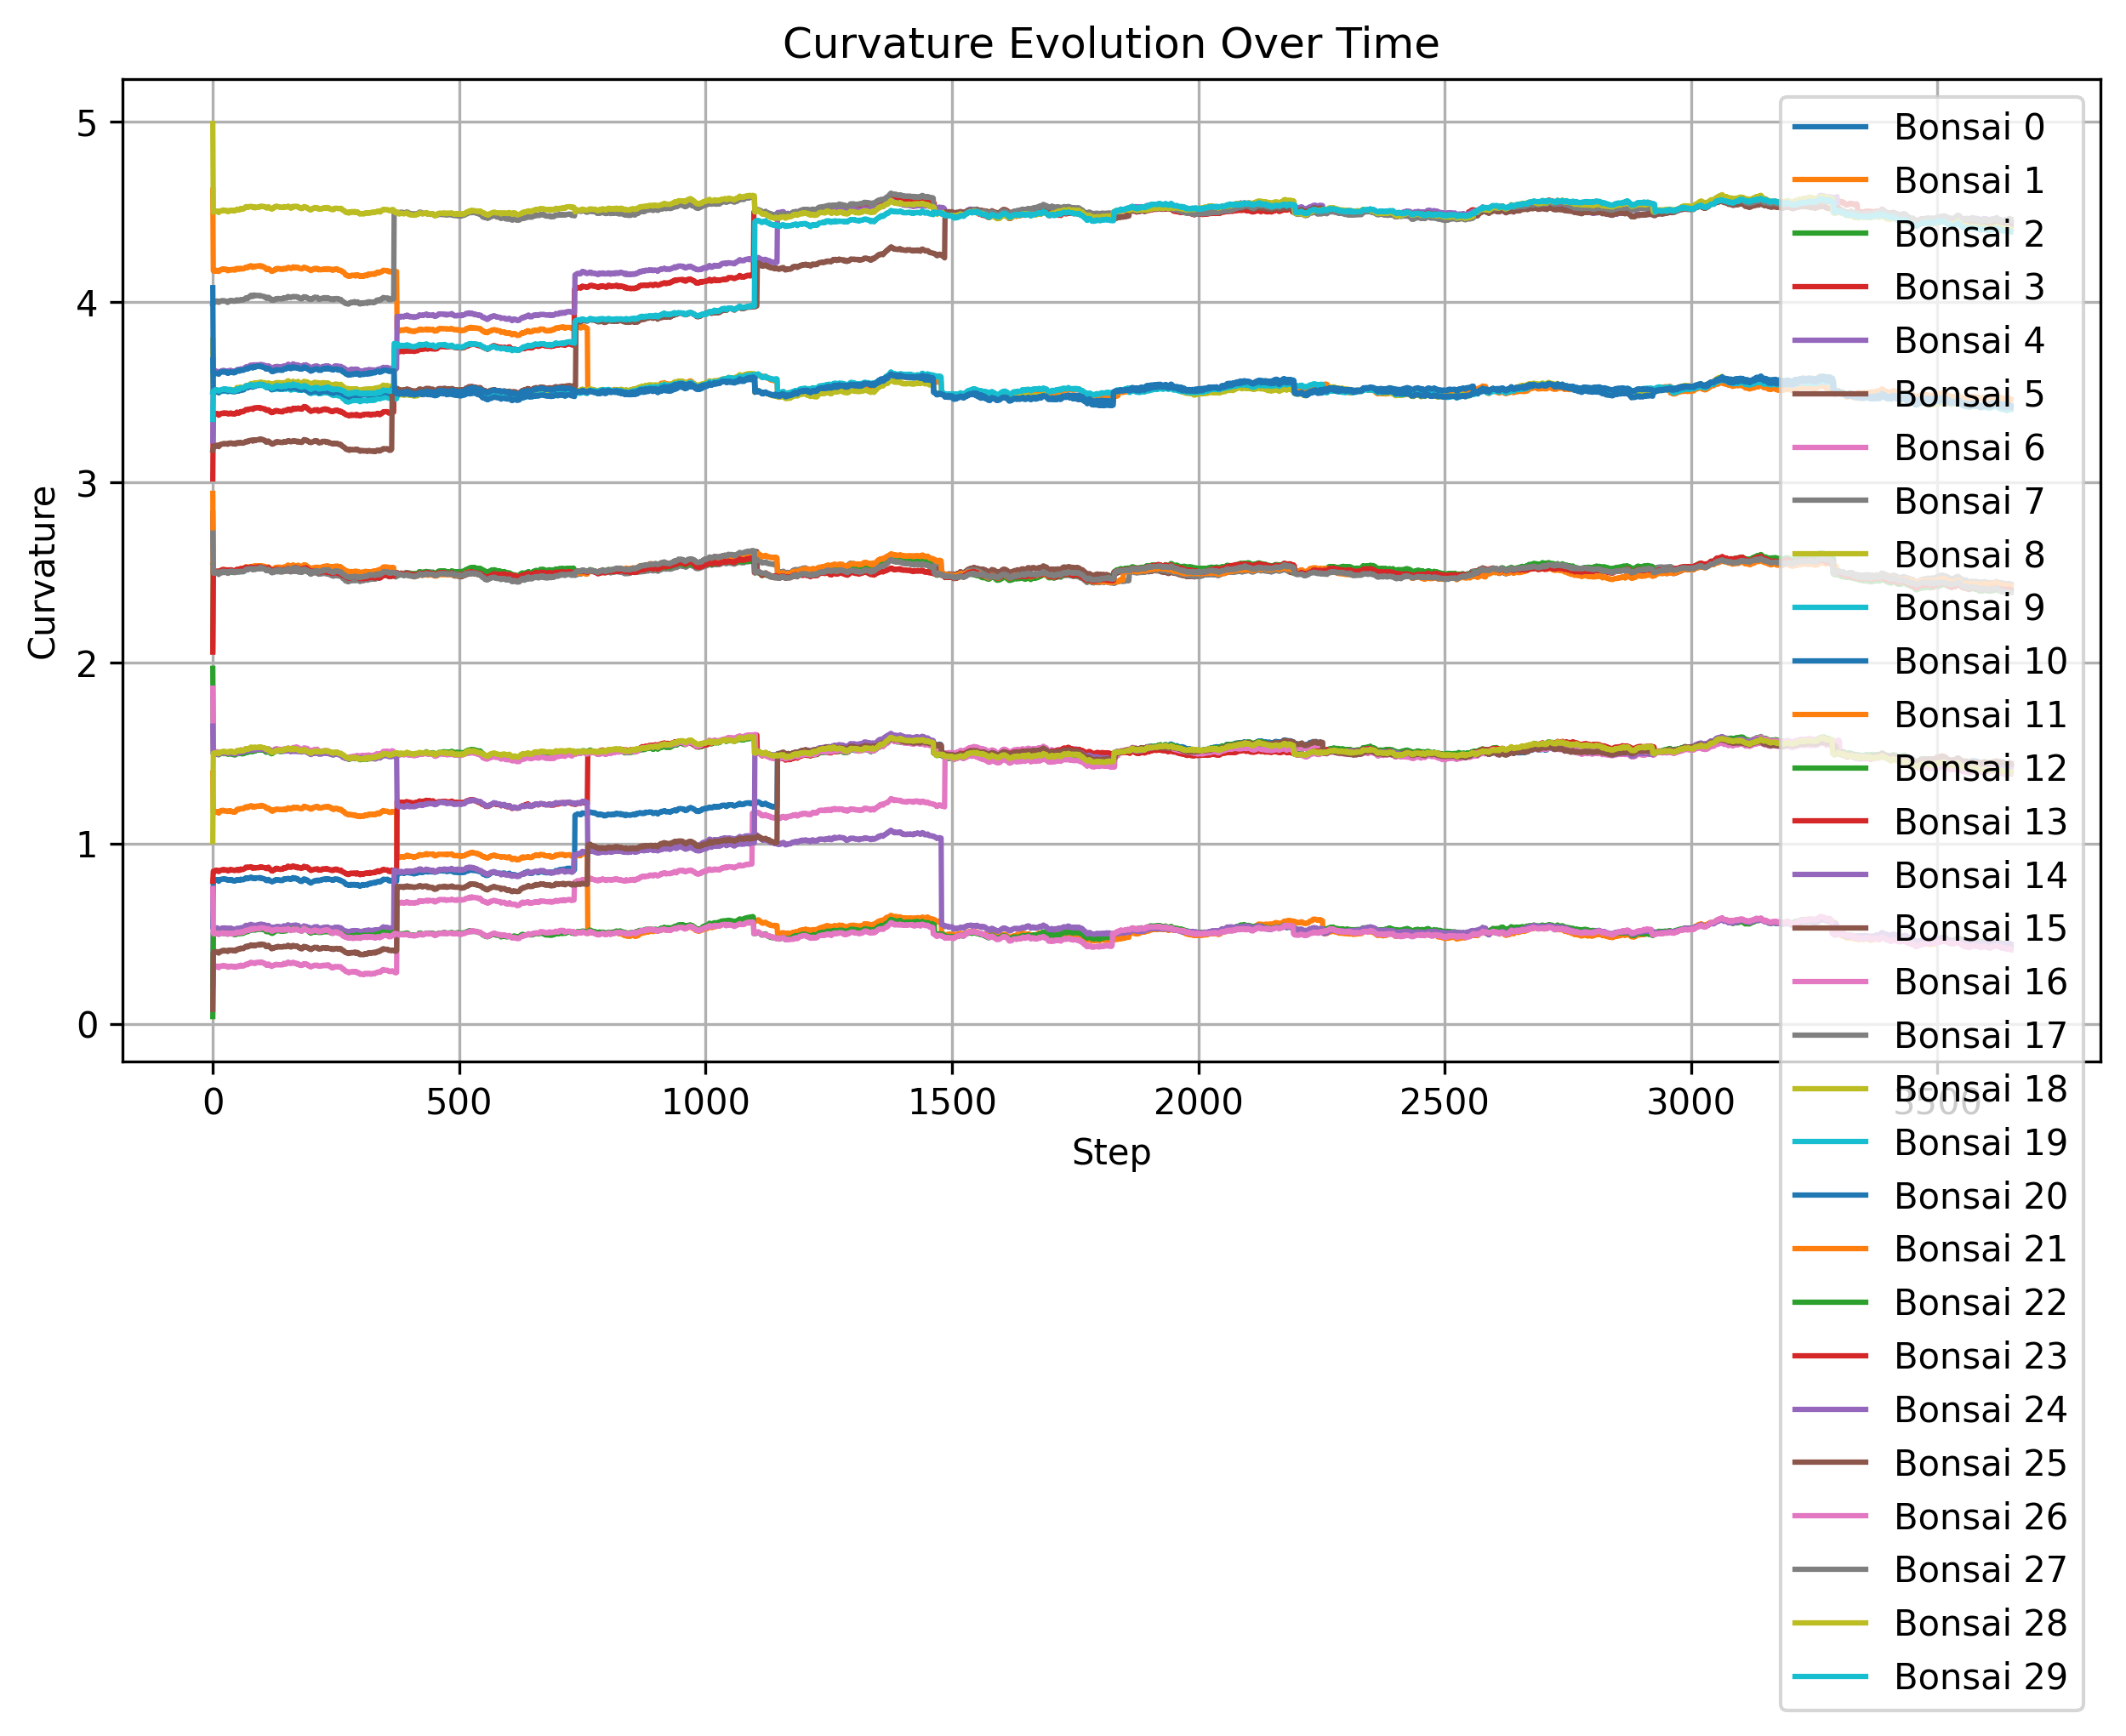 Curvature Evolution Over Time
Curvature
5
4
3
2
1
0
0
500
1000
1500
2000
2500
3000
3500
Step
Bonsai 0
Bonsai 1
Bonsai 2
Bonsai 3
Bonsai 4
Bonsai 5
Bonsai 6
Bonsai 7
Bonsai 8
Bonsai 9
Bonsai 10
Bonsai 11
Bonsai 12
Bonsai 13
Bonsai 14
Bonsai 15
Bonsai 16
Bonsai 17
Bonsai 18
Bonsai 19
Bonsai 20
Bonsai 21
Bonsai 22
Bonsai 23
Bonsai 24
Bonsai 25
Bonsai 26
Bonsai 27
Bonsai 28
Bonsai 29